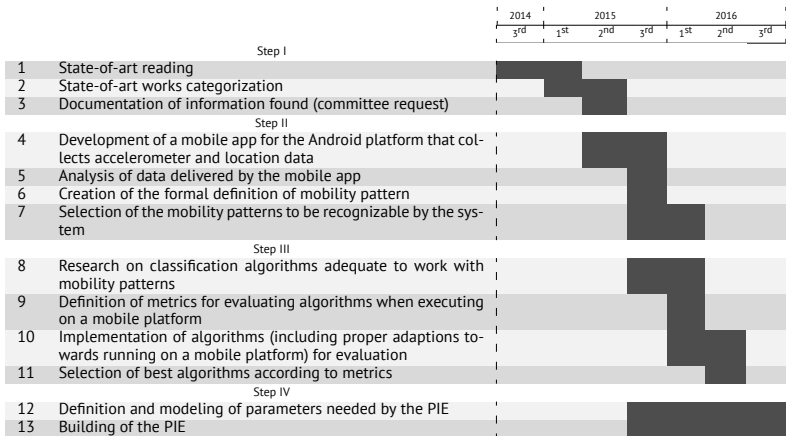 2014 2015 2016
3rd 1st 2nd 3rd 1st 2nd 3rd
Step I
1 State-of-art reading
2 State-of-art works categorization
3 Documentation of information found (committee request)
Step II
4 Development of a mobile app for the Android platform that col-
lects accelerometer and location data
5 Analysis of data delivered by the mobile app
6 Creation of the formal definition of mobility pattern
7 Selection of the mobility patterns to be recognizable by the sys-
tem
Step III
8 Research on classification algorithms adequate to work with
mobility patterns
9 Definition of metrics for evaluating algorithms when executing
on a mobile platform
10 Implementation of algorithms (including proper adaptions to-
wards running on a mobile platform) for evaluation
11 Selection of best algorithms according to metrics
Step IV
12 Definition and modeling of parameters needed by the PIE
13 Building of the PIE